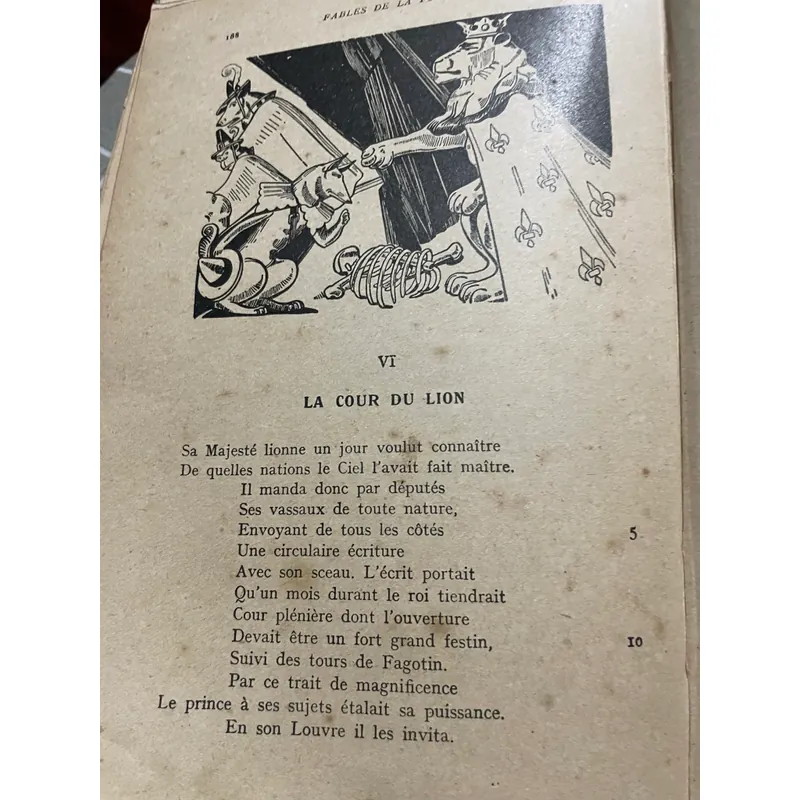 168
FABLES DE LA
VI
LA COUR DU LION
Sa Majesté lionne un jour voulut connaître
De quelles nations le Ciel l'avait fait maître.
Il manda donc par députés
Ses vassaux de toute nature,
Envoyant de tous les côtés 5
Une circulaire écriture
Avec son sceau. L'écrit portait
Qu'un mois durant le roi tiendrait
Cour plénière dont l'ouverture
Devait être un fort grand festin, 10
Suivi des tours de Fagotin.
Par ce trait de magnificence
Le prince à ses sujets étalait sa puissance.
En son Louvre il les invita.